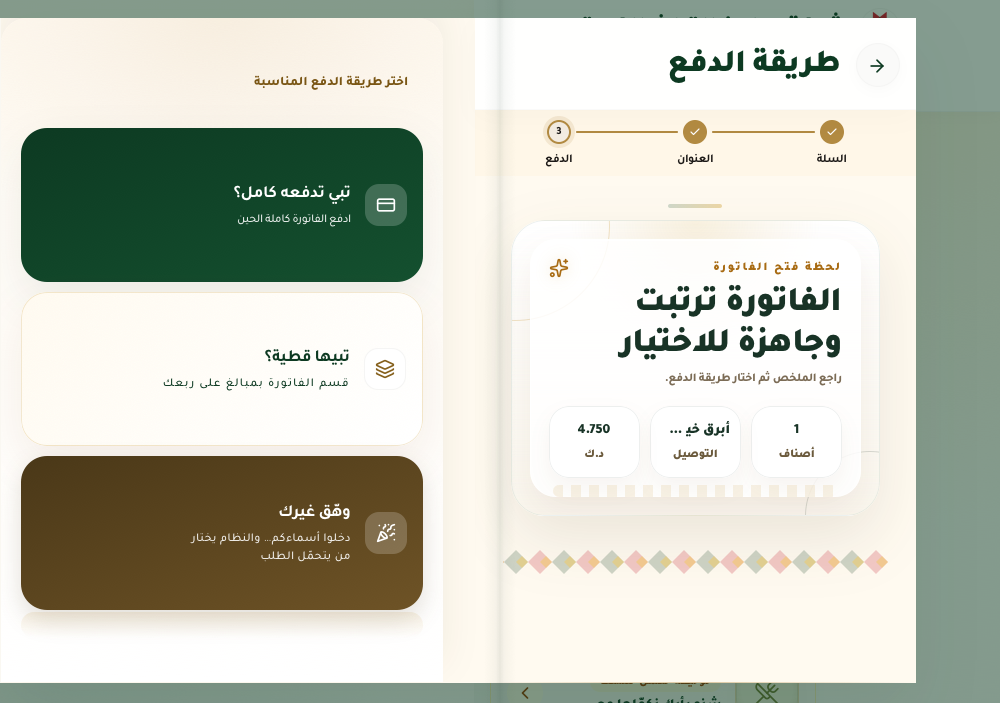 طريقة الدفع
السلة
العنوان
3
الدفع
لحظة فتح الفاتورة
الفاتورة ترتبت
وجاهزة للاختيار
راجع الملخص ثم اختار طريقة الدفع.
1
أصناف
أبرق خي ...
التوصيل
4.750
د.ك
اختر طريقة الدفع المناسبة
تبي تدفعه كامل؟
ادفع الفاتورة كاملة الحين
تبيها قطية؟
قسم الفاتورة بمبالغ على ربعك
وهّق غيرك
دخلوا أسماءكم... والنظام يختار
من يتحمّل الطلب